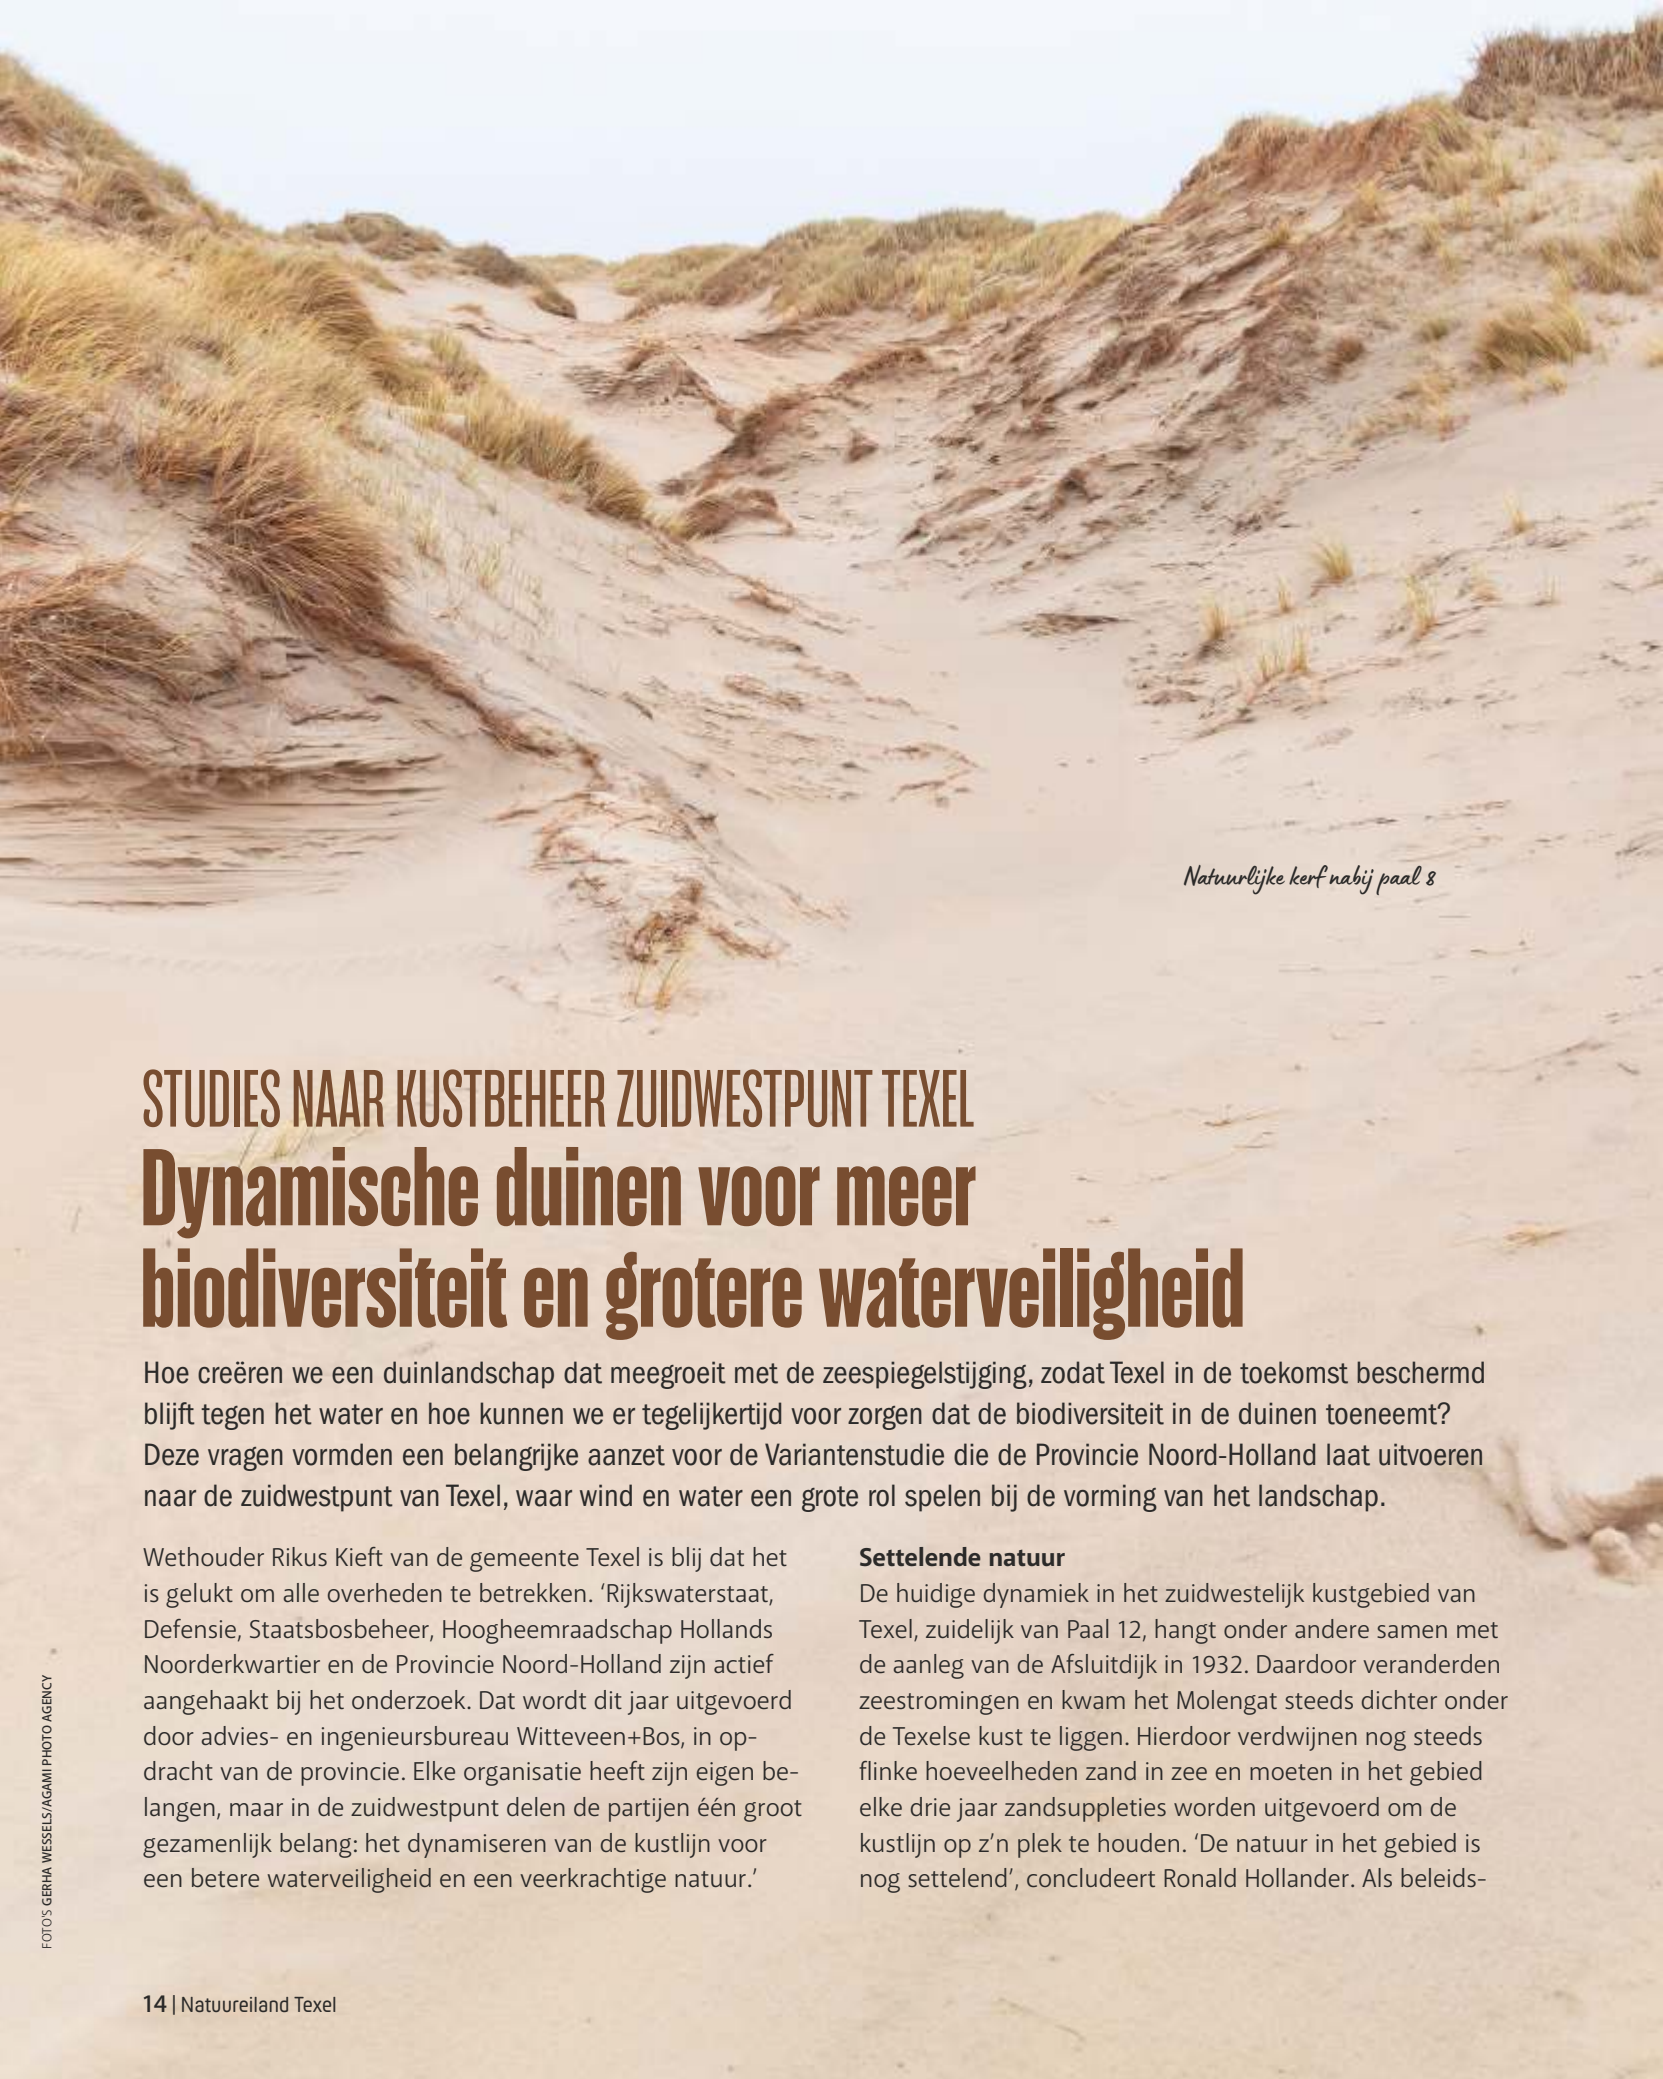 Natuurlijke kerf nabij paal 8
STUDIES NAAR KUSTBEHEER ZUIDWESTPUNT TEXEL
Dynamische duinen voor meer
biodiversiteit en grotere waterveiligheid
Hoe creëren we een duinlandschap dat meegroeit met de zeespiegelstijging, zodat Texel in de toekomst beschermd
blijft tegen het water en hoe kunnen we er tegelijkertijd voor zorgen dat de biodiversiteit in de duinen toeneemt?
Deze vragen vormden een belangrijke aanzet voor de Variantenstudie die de Provincie Noord-Holland laat uitvoeren
naar de zuidwestpunt van Texel, waar wind en water een grote rol spelen bij de vorming van het landschap.
Wethouder Rikus Kieft van de gemeente Texel is blij dat het
is gelukt om alle overheden te betrekken. ‘Rijkswaterstaat,
Defensie, Staatsbosbeheer, Hoogheemraadschap Hollands
Noorderkwartier en de Provincie Noord-Holland zijn actief
aangehaakt bij het onderzoek. Dat wordt dit jaar uitgevoerd
door advies- en ingenieursbureau Witteveen+Bos, in op-
dracht van de provincie. Elke organisatie heeft zijn eigen be-
langen, maar in de zuidwestpunt delen de partijen één groot
gezamenlijk belang: het dynamiseren van de kustlijn voor
een betere waterveiligheid en een veerkrachtige natuur.’
Settelende natuur
De huidige dynamiek in het zuidwestelijk kustgebied van
Texel, zuidelijk van Paal 12, hangt onder andere samen met
de aanleg van de Afsluitdijk in 1932. Daardoor veranderden
zeestromingen en kwam het Molengat steeds dichter onder
de Texelse kust te liggen. Hierdoor verdwijnen nog steeds
flinke hoeveelheden zand in zee en moeten in het gebied
elke drie jaar zandsuppleties worden uitgevoerd om de
kustlijn op z’n plek te houden. ‘De natuur in het gebied is
nog settelend’, concludeert Ronald Hollander. Als beleids-
FOTO'S GERHA WESSELS/AGAMI PHOTO AGENCY
14 | Natuureiland Texel